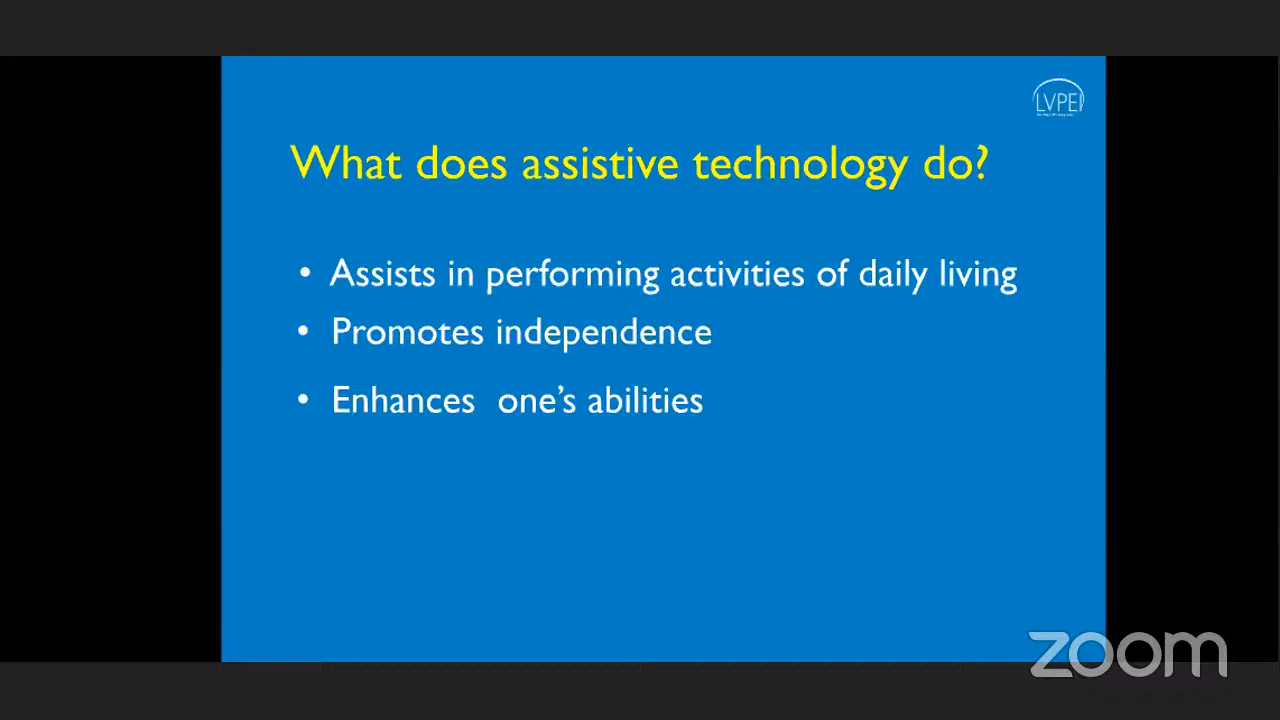 LVPEI
What does assistive technology do?
• Assists in performing activities of daily living
• Promotes independence
• Enhances one's abilities
zoom